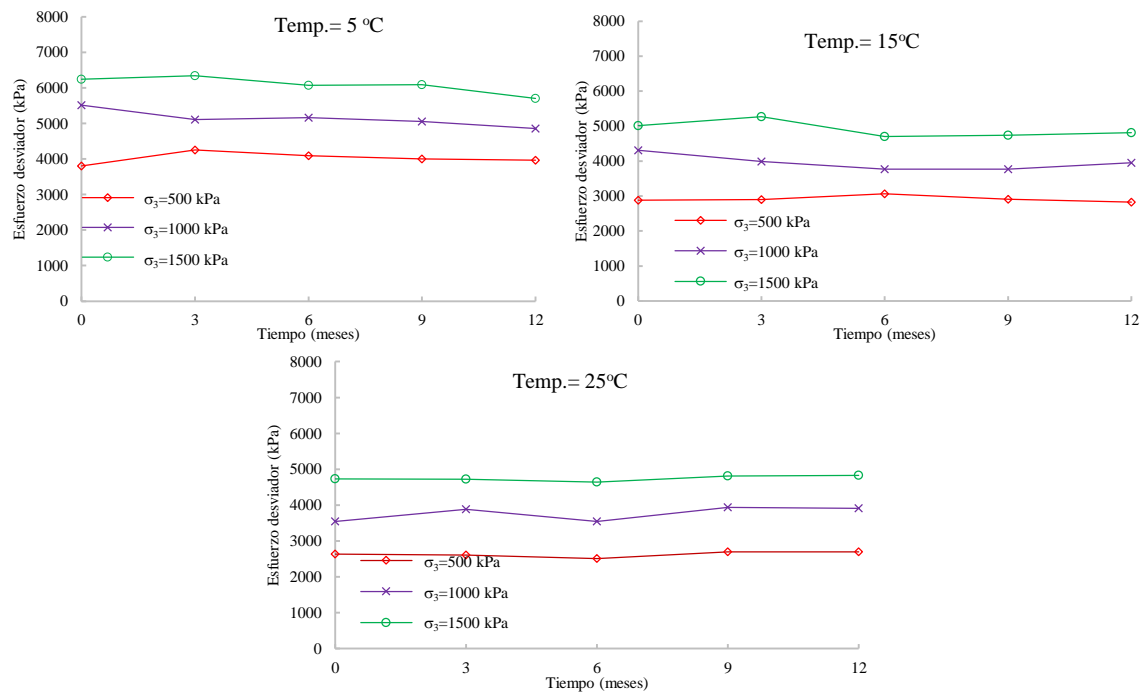 Temp.= 5 °C
Esfuerzo desviador (kPa)
8000
7000
6000
5000
4000
3000
2000
1000
0
σ₃=500 kPa
σ₃=1000 kPa
σ₃=1500 kPa
0 3 6 9 12
Tiempo (meses)
Temp.= 15°C
Esfuerzo desviador (kPa)
8000
7000
6000
5000
4000
3000
2000
1000
0
σ₃=500 kPa
σ₃=1000 kPa
σ₃=1500 kPa
0 3 6 9 12
Tiempo (meses)
Temp.= 25°C
Esfuerzo desviador (kPa)
8000
7000
6000
5000
4000
3000
2000
1000
0
σ₃=500 kPa
σ₃=1000 kPa
σ₃=1500 kPa
0 3 6 9 12
Tiempo (meses)